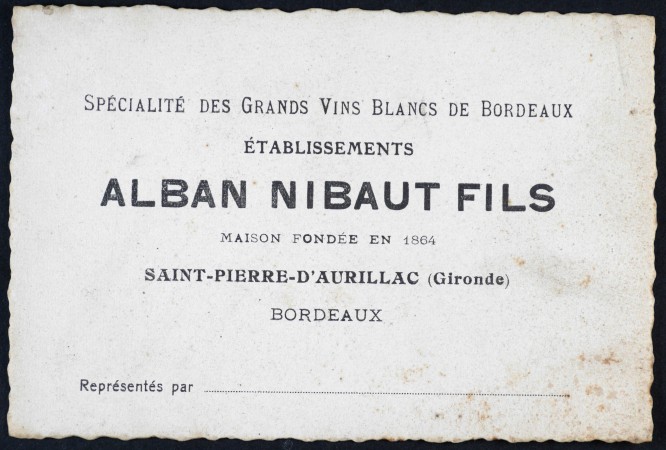 SPÉCIALITÉ DES GRANDS VINS BLANCS DE BORDEAUX
ÉTABLISSEMENTS
ALBAN NIBAUT FILS
MAISON FONDÉE EN 1864
SAINT-PIERRE-D'AURILLAC (Gironde)
BORDEAUX
Représentés par ........................................